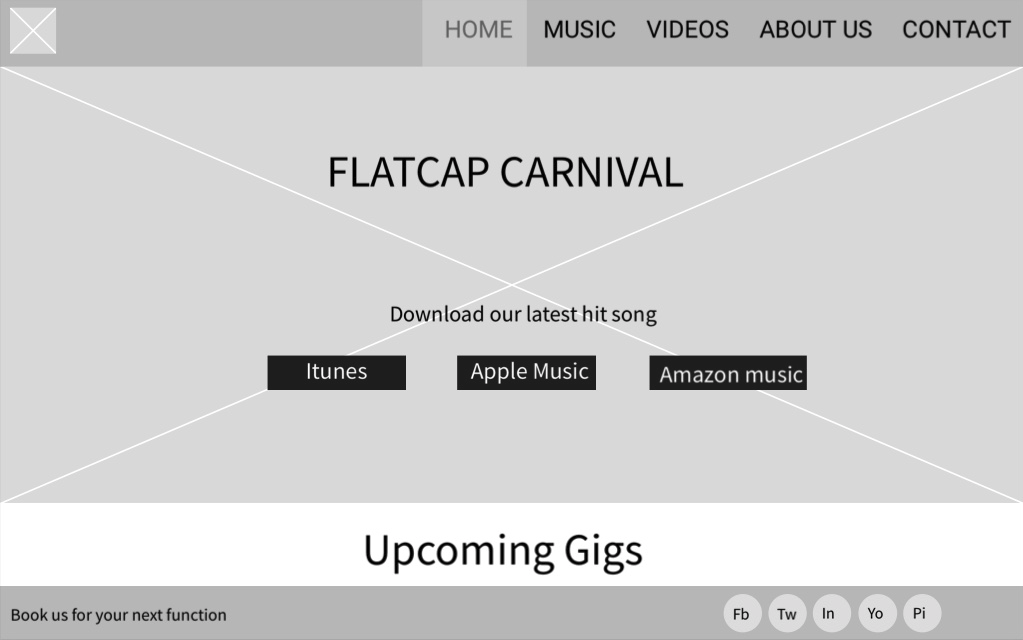 HOME MUSIC VIDEOS ABOUT US CONTACT
FLATCAP CARNIVAL
Download our latest hit song
Itunes Apple Music Amazon music
Upcoming Gigs
Book us for your next function Fb Tw In Yo Pi